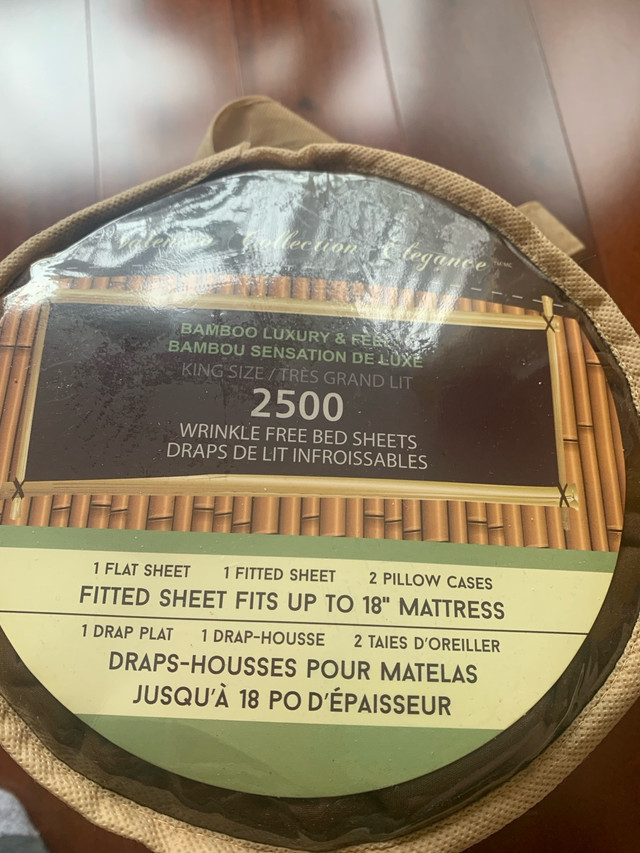 Valencia Collection Elegance
BAMBOO LUXURY & FEEL
BAMBOU SENSATION DE LUXE
KING SIZE / TRÈS GRAND LIT
2500
WRINKLE FREE BED SHEETS
DRAPS DE LIT INFROISSABLES
1 FLAT SHEET 1 FITTED SHEET 2 PILLOW CASES
FITTED SHEET FITS UP TO 18" MATTRESS
1 DRAP PLAT 1 DRAP-HOUSSE 2 TAIES D'OREILLER
DRAPS-HOUSSES POUR MATELAS
JUSQU'À 18 PO D'ÉPAISSEUR